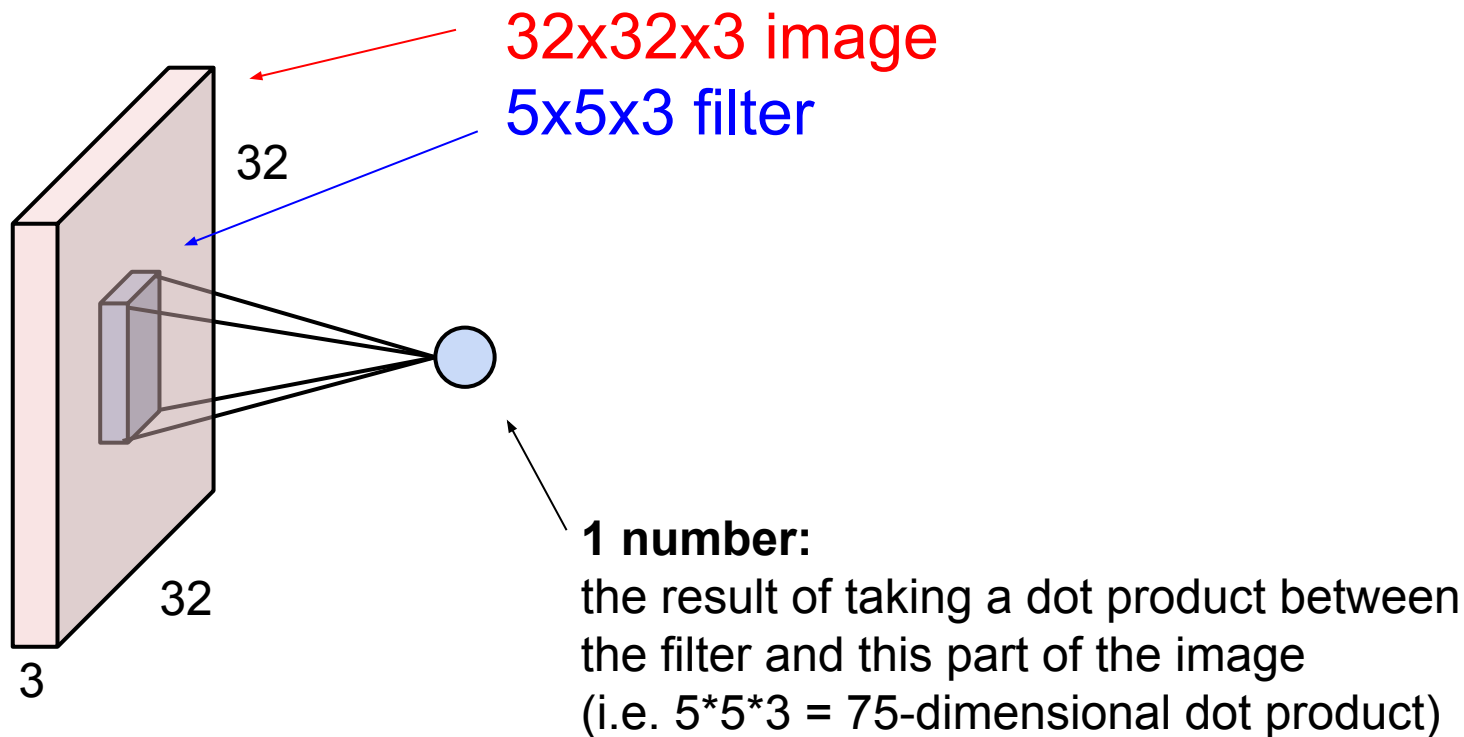 32x32x3 image
5x5x3 filter
32
32
3
1 number:
the result of taking a dot product between
the filter and this part of the image
(i.e. 5*5*3 = 75-dimensional dot product)